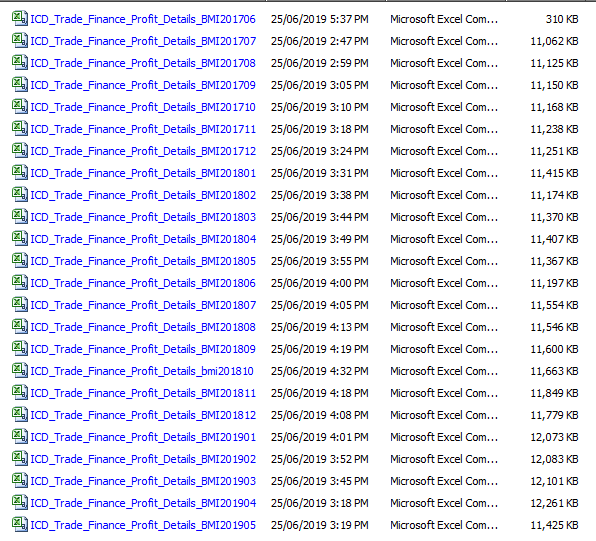 ICD_Trade_Finance_Profit_Details_BMI201706 25/06/2019 5:37 PM Microsoft Excel Com... 310 KB
ICD_Trade_Finance_Profit_Details_BMI201707 25/06/2019 2:47 PM Microsoft Excel Com... 11,062 KB
ICD_Trade_Finance_Profit_Details_BMI201708 25/06/2019 2:59 PM Microsoft Excel Com... 11,125 KB
ICD_Trade_Finance_Profit_Details_BMI201709 25/06/2019 3:05 PM Microsoft Excel Com... 11,150 KB
ICD_Trade_Finance_Profit_Details_BMI201710 25/06/2019 3:10 PM Microsoft Excel Com... 11,168 KB
ICD_Trade_Finance_Profit_Details_BMI201711 25/06/2019 3:18 PM Microsoft Excel Com... 11,238 KB
ICD_Trade_Finance_Profit_Details_BMI201712 25/06/2019 3:24 PM Microsoft Excel Com... 11,251 KB
ICD_Trade_Finance_Profit_Details_BMI201801 25/06/2019 3:31 PM Microsoft Excel Com... 11,415 KB
ICD_Trade_Finance_Profit_Details_BMI201802 25/06/2019 3:38 PM Microsoft Excel Com... 11,174 KB
ICD_Trade_Finance_Profit_Details_BMI201803 25/06/2019 3:44 PM Microsoft Excel Com... 11,370 KB
ICD_Trade_Finance_Profit_Details_BMI201804 25/06/2019 3:49 PM Microsoft Excel Com... 11,407 KB
ICD_Trade_Finance_Profit_Details_BMI201805 25/06/2019 3:55 PM Microsoft Excel Com... 11,367 KB
ICD_Trade_Finance_Profit_Details_BMI201806 25/06/2019 4:00 PM Microsoft Excel Com... 11,197 KB
ICD_Trade_Finance_Profit_Details_BMI201807 25/06/2019 4:05 PM Microsoft Excel Com... 11,554 KB
ICD_Trade_Finance_Profit_Details_BMI201808 25/06/2019 4:13 PM Microsoft Excel Com... 11,546 KB
ICD_Trade_Finance_Profit_Details_BMI201809 25/06/2019 4:19 PM Microsoft Excel Com... 11,600 KB
ICD_Trade_Finance_Profit_Details_bmi201810 25/06/2019 4:32 PM Microsoft Excel Com... 11,663 KB
ICD_Trade_Finance_Profit_Details_BMI201811 25/06/2019 4:18 PM Microsoft Excel Com... 11,849 KB
ICD_Trade_Finance_Profit_Details_BMI201812 25/06/2019 4:08 PM Microsoft Excel Com... 11,779 KB
ICD_Trade_Finance_Profit_Details_BMI201901 25/06/2019 4:01 PM Microsoft Excel Com... 12,073 KB
ICD_Trade_Finance_Profit_Details_BMI201902 25/06/2019 3:52 PM Microsoft Excel Com... 12,083 KB
ICD_Trade_Finance_Profit_Details_BMI201903 25/06/2019 3:45 PM Microsoft Excel Com... 12,101 KB
ICD_Trade_Finance_Profit_Details_BMI201904 25/06/2019 3:18 PM Microsoft Excel Com... 12,261 KB
ICD_Trade_Finance_Profit_Details_BMI201905 25/06/2019 3:19 PM Microsoft Excel Com... 11,425 KB